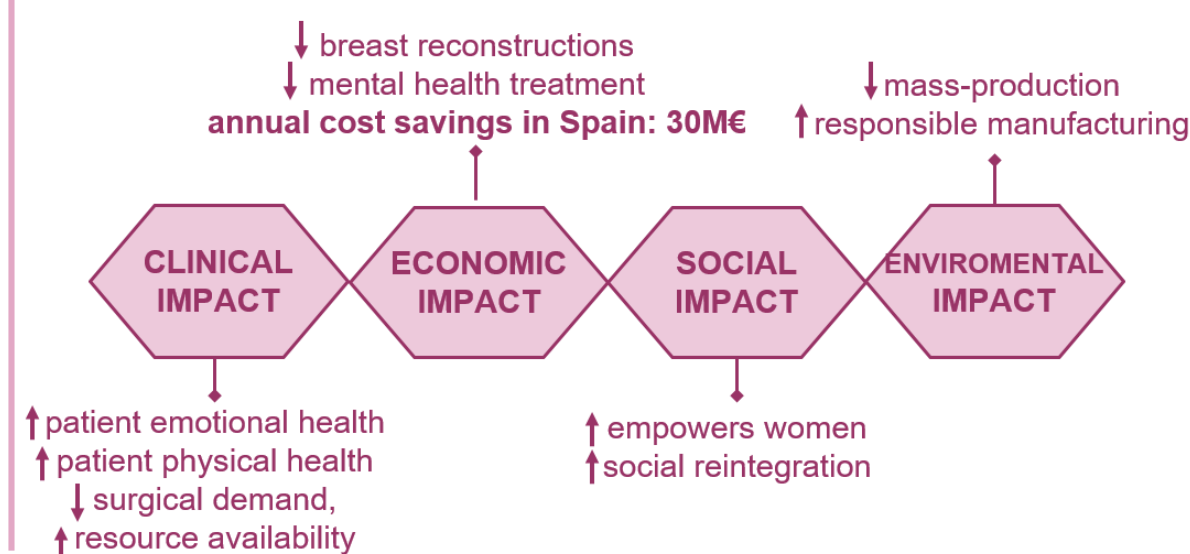 ↓ breast reconstructions
↓ mental health treatment
annual cost savings in Spain: 30M€
↓ mass-production
↑ responsible manufacturing
CLINICAL
IMPACT
ECONOMIC
IMPACT
SOCIAL
IMPACT
ENVIROMENTAL
IMPACT
↑ patient emotional health
↑ patient physical health
↓ surgical demand,
↑ resource availability
↑ empowers women
↑ social reintegration